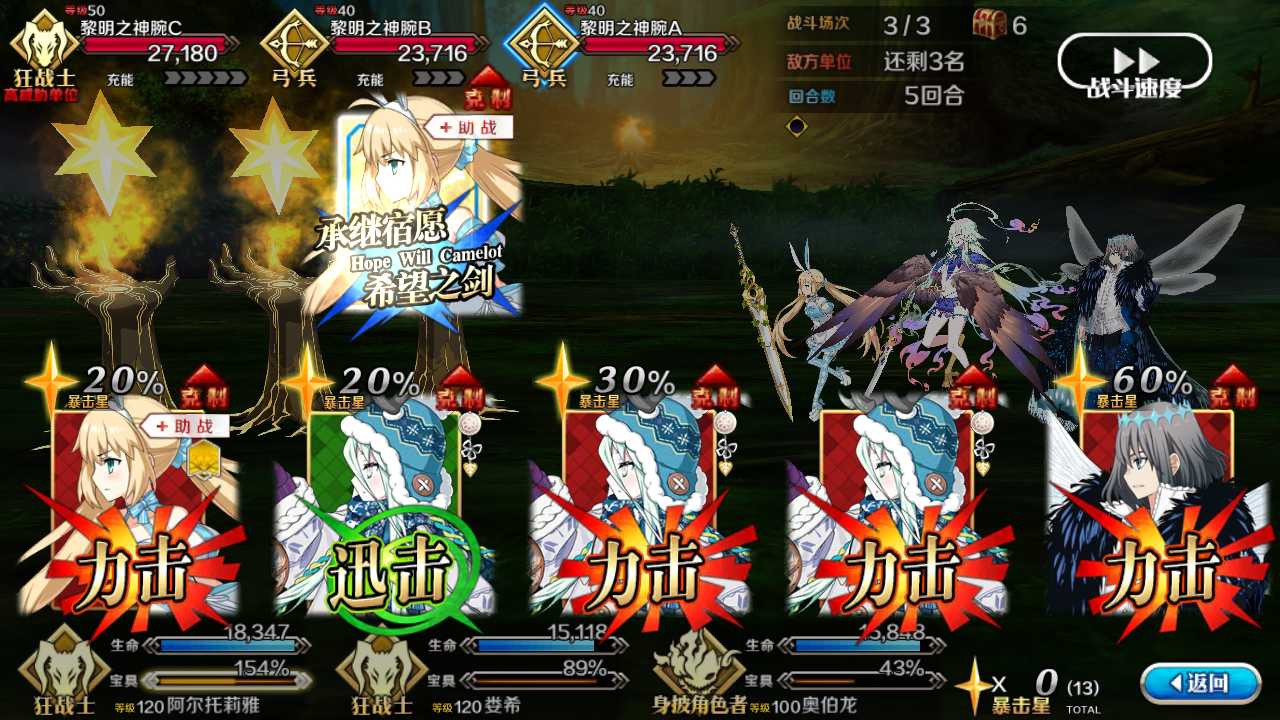 等级50
黎明之神腕C
27,180
狂战士
高威胁单位
充能
等级40
黎明之神腕B
23,716
弓兵
充能
等级40
黎明之神腕A
23,716
弓兵
充能
战斗场次 3/3
6
敌方单位 还剩3名
回合数 5回合
战斗速度
克制
+助战
承继宿愿
Hope Will Camelot
希望之剑
20%
暴击星
克制
+助战
力击
20%
暴击星
克制
迅击
30%
暴击星
克制
力击
克制
力击
60%
暴击星
克制
力击
生命 18,347
宝具 154%
狂战士 等级120 阿尔托莉雅
生命 15,118
宝具 89%
狂战士 等级120 娄希
生命 15,848
宝具 43%
身披角色者 等级100 奥伯龙
X 0 (13)
暴击星 TOTAL
返回